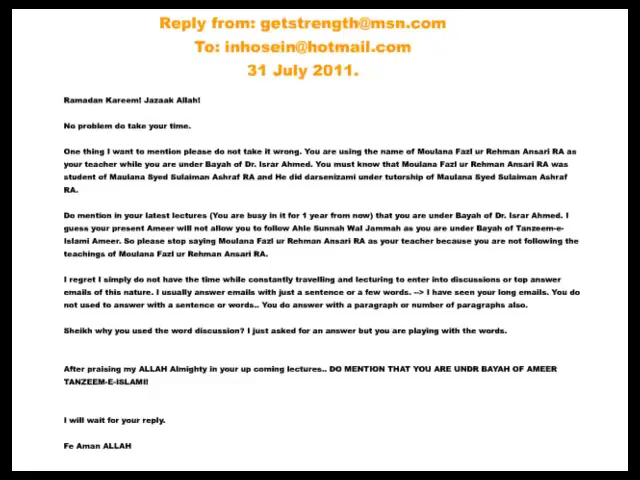 Reply from: getstrength@msn.com
To: inhosein@hotmail.com
31 July 2011.
Ramadan Kareem! Jazaak Allah!
No problem do take your time.
One thing I want to mention please do not take it wrong. You are using the name of Moulana Fazl ur Rehman Ansari RA as
your teacher while you are under Bayah of Dr. Israr Ahmed. You must know that Moulana Fazl ur Rehman Ansari RA was
student of Maulana Syed Sulaiman Ashraf RA and He did darsenizami under tutorship of Maulana Syed Sulaiman Ashraf
RA.
Do mention in your latest lectures (You are busy in it for 1 year from now) that you are under Bayah of Dr. Israr Ahmed. I
guess your present Ameer will not allow you to follow Ahle Sunnah Wal Jammah as you are under Bayah of Tanzeem-e-
Islami Ameer. So please stop saying Moulana Fazl ur Rehman Ansari RA as your teacher because you are not following the
teachings of Moulana Fazl ur Rehman Ansari RA.
I regret I simply do not have the time while constantly travelling and lecturing to enter into discussions or top answer
emails of this nature. I usually answer emails with just a sentence or a few words. --> I have seen your long emails. You do
not used to answer with a sentence or words.. You do answer with a paragraph or number of paragraphs also.
Sheikh why you used the word discussion? I just asked for an answer but you are playing with the words.
After praising my ALLAH Almighty in your up coming lectures.. DO MENTION THAT YOU ARE UNDR BAYAH OF AMEER
TANZEEM-E-ISLAMI!
I will wait for your reply.
Fe Aman ALLAH